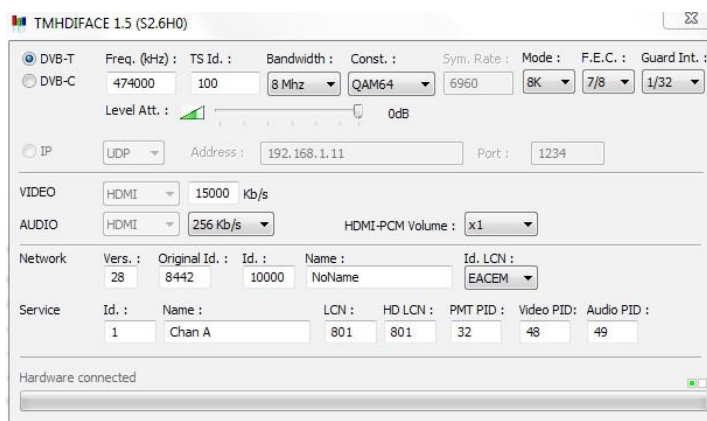 TMHDIFACE 1.5 (S2.6H0)
DVB-T Freq. (kHz) : TS Id. : Bandwidth : Const. : Sym. Rate : Mode : F.E.C. : Guard Int. :
DVB-C 474000 100 8 Mhz QAM64 6960 8K 7/8 1/32
Level Att. : 0dB
IP UDP Address : 192.168.1.11 Port : 1234
VIDEO HDMI 15000 Kb/s
AUDIO HDMI 256 Kb/s HDMI-PCM Volume : x1
Network Vers. : Original Id. : Id. : Name : Id. LCN :
28 8442 10000 NoName EACEM
Service Id. : Name : LCN : HD LCN : PMT PID : Video PID: Audio PID :
1 Chan A 801 801 32 48 49
Hardware connected